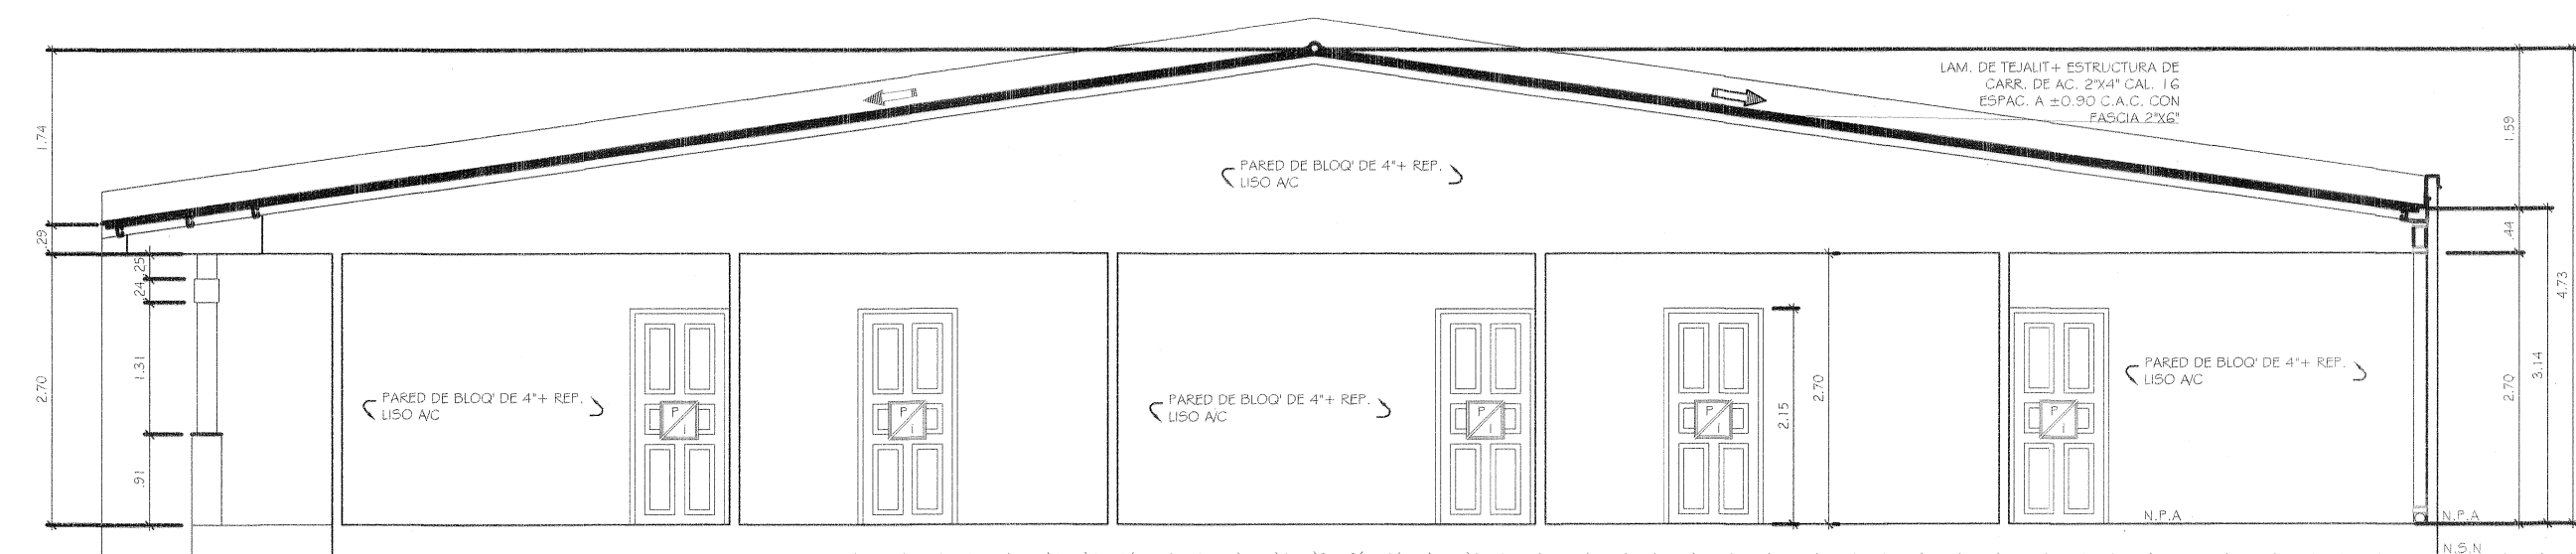 LAM. DE TEJALIT+ ESTRUCTURA DE
CARR. DE AC. 2"X4" CAL. 16
ESPAC. A ±0.90 C.A.C. CON
FASCIA 2"X6"
1.74
1.59
PARED DE BLOQ' DE 4"+ REP.
LISO A/C
.29
.44
.25
.24
4.73
1.31
2.70
PARED DE BLOQ' DE 4"+ REP.
LISO A/C
P
I
P
I
PARED DE BLOQ' DE 4"+ REP.
LISO A/C
P
I
P
I
2.15
2.70
P
I
PARED DE BLOQ' DE 4"+ REP.
LISO A/C
2.70
3.14
.91
N.P.A
N.P.A
N.S.N